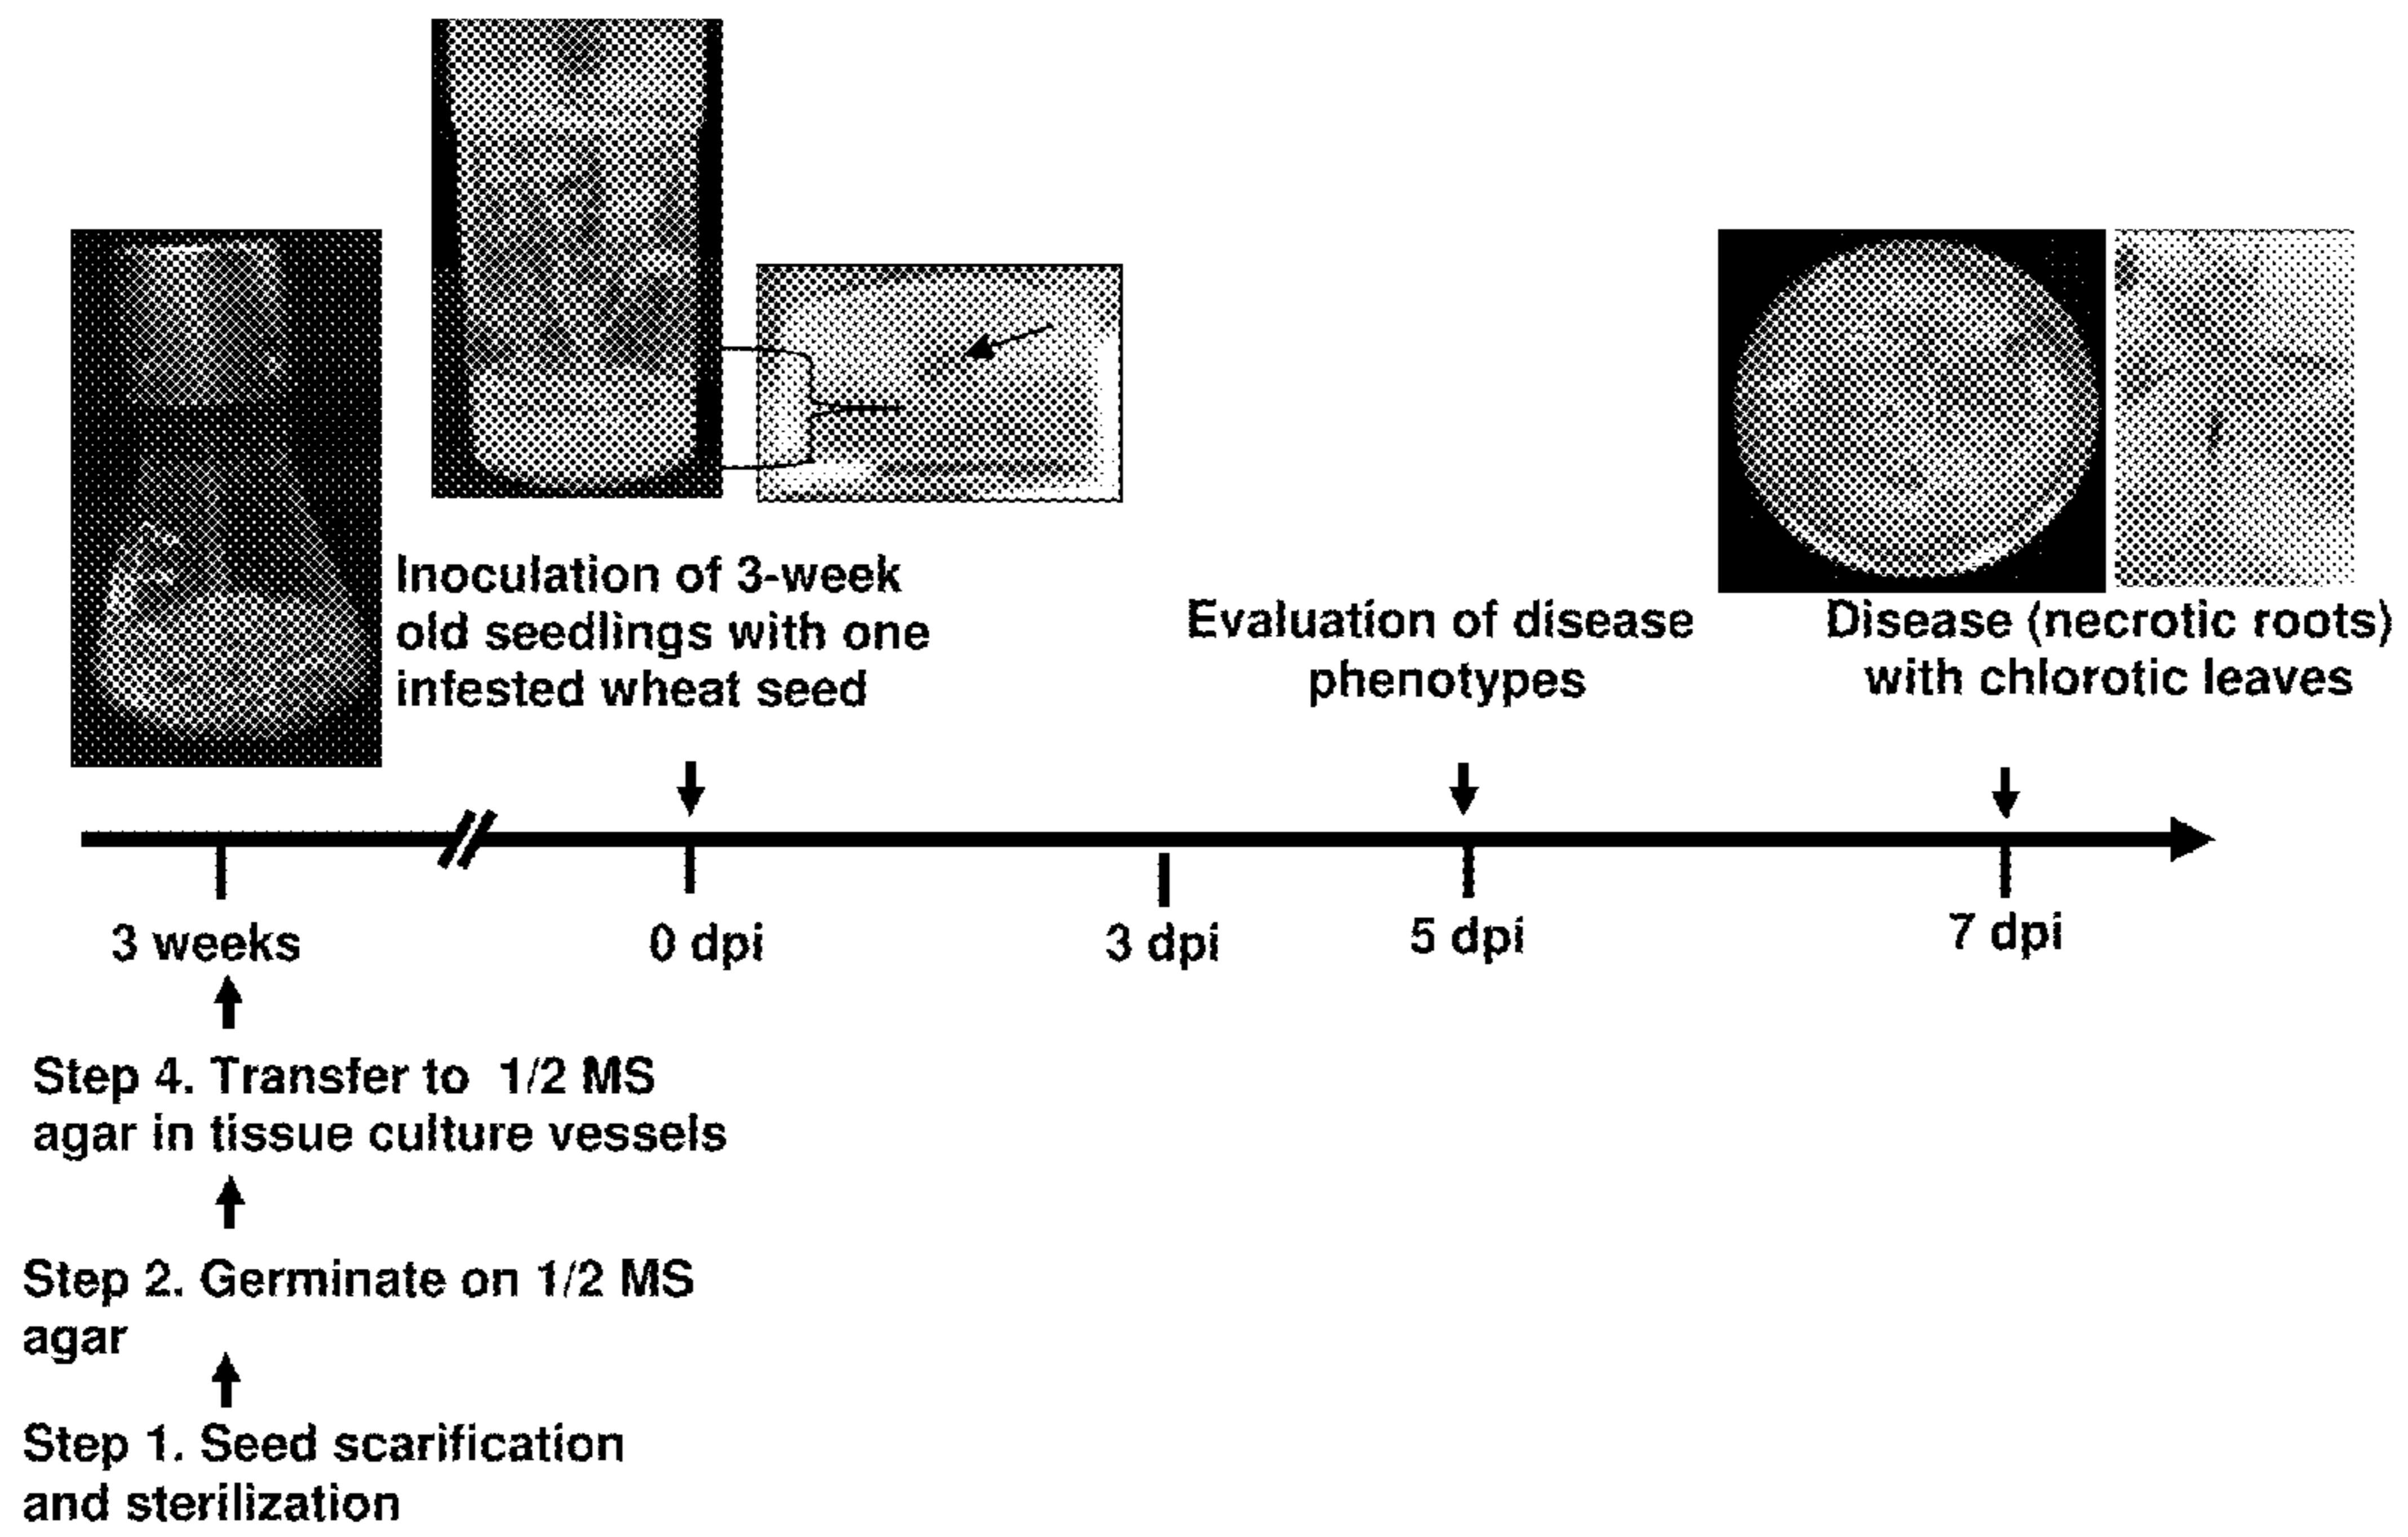 Inoculation of 3-week
old seedlings with one
infested wheat seed
Evaluation of disease
phenotypes
Disease (necrotic roots)
with chlorotic leaves
3 weeks
0 dpi
3 dpi
5 dpi
7 dpi
Step 4. Transfer to 1/2 MS
agar in tissue culture vessels
Step 2. Germinate on 1/2 MS
agar
Step 1. Seed scarification
and sterilization